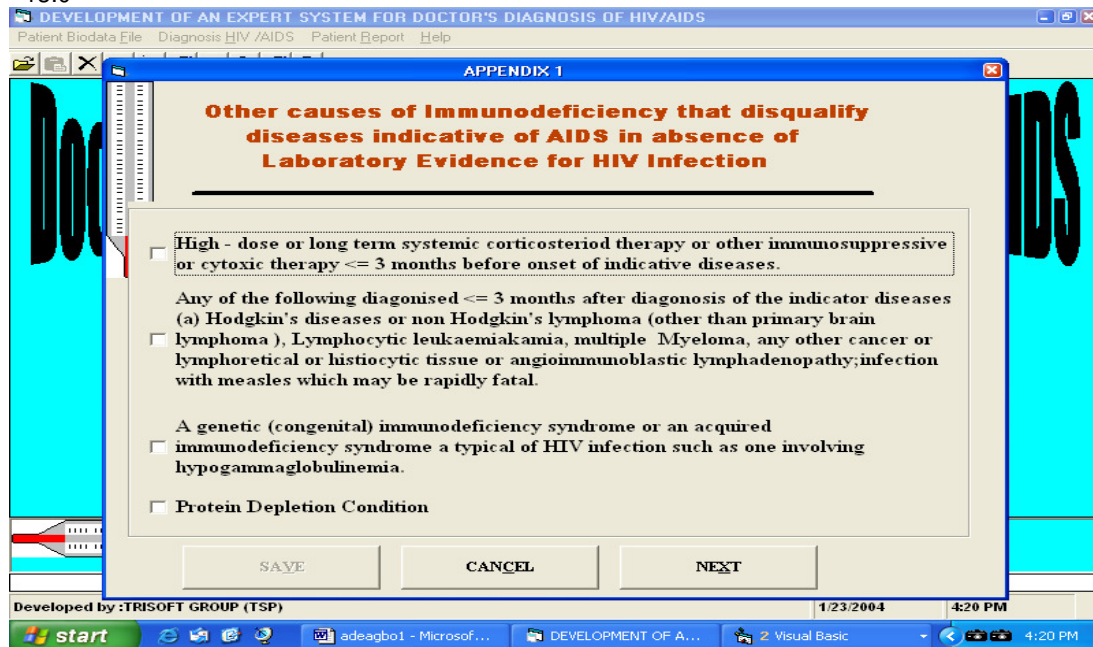 DEVELOPMENT OF AN EXPERT SYSTEM FOR DOCTOR'S DIAGNOSIS OF HIV/AIDS
Patient Biodata File Diagnosis HIV /AIDS Patient Report Help
APPENDIX 1
Other causes of Immunodeficiency that disqualify
diseases indicative of AIDS in absence of
Laboratory Evidence for HIV Infection
High - dose or long term systemic corticosteriod therapy or other immunosuppressive
or cytoxic therapy <= 3 months before onset of indicative diseases.
Any of the following diagonised <= 3 months after diagonosis of the indicator diseases
(a) Hodgkin's diseases or non Hodgkin's lymphoma (other than primary brain
lymphoma ), Lymphocytic leukaemiakamia, multiple Myeloma, any other cancer or
lymphoretical or histiocytic tissue or angioimmunoblastic lymphadenopathy;infection
with measles which may be rapidly fatal.
A genetic (congenital) immunodeficiency syndrome or an acquired
immunodeficiency syndrome a typical of HIV infection such as one involving
hypogammaglobulinemia.
Protein Depletion Condition
SAVE CANCEL NEXT
Developed by :TRISOFT GROUP (TSP) 1/23/2004 4:20 PM
start adeagbo1 - Microsof... DEVELOPMENT OF A... 2 Visual Basic 4:20 PM